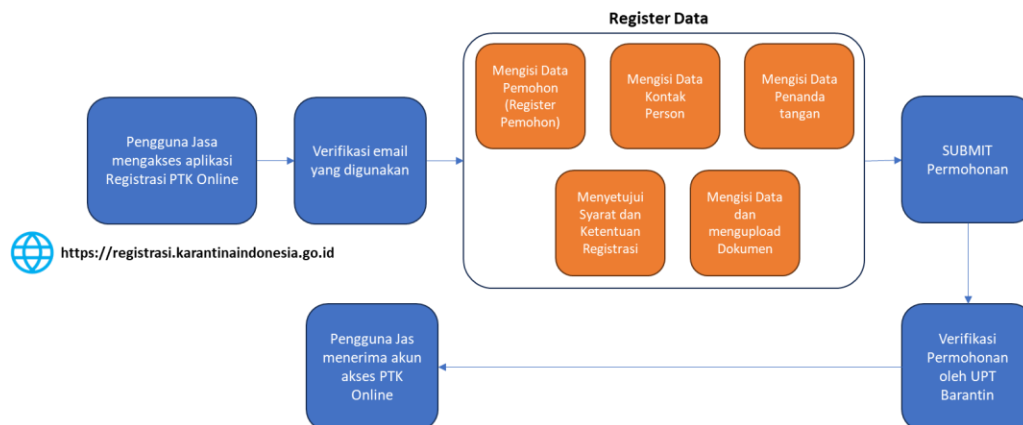 Register Data
Mengisi Data
Pemohon
(Register
Pemohon)
Mengisi Data
Kontak
Person
Mengisi Data
Penanda
tangan
Pengguna Jasa
mengakses aplikasi
Registrasi PTK Online
Verifikasi email
yang digunakan
SUBMIT
Permohonan
Menyetujui
Syarat dan
Ketentuan
Registrasi
Mengisi Data
dan
mengupload
Dokumen
https://registrasi.karantinaindonesia.go.id
Pengguna Jas
menerima akun
akses PTK
Online
Verifikasi
Permohonan
oleh UPT
Barantin